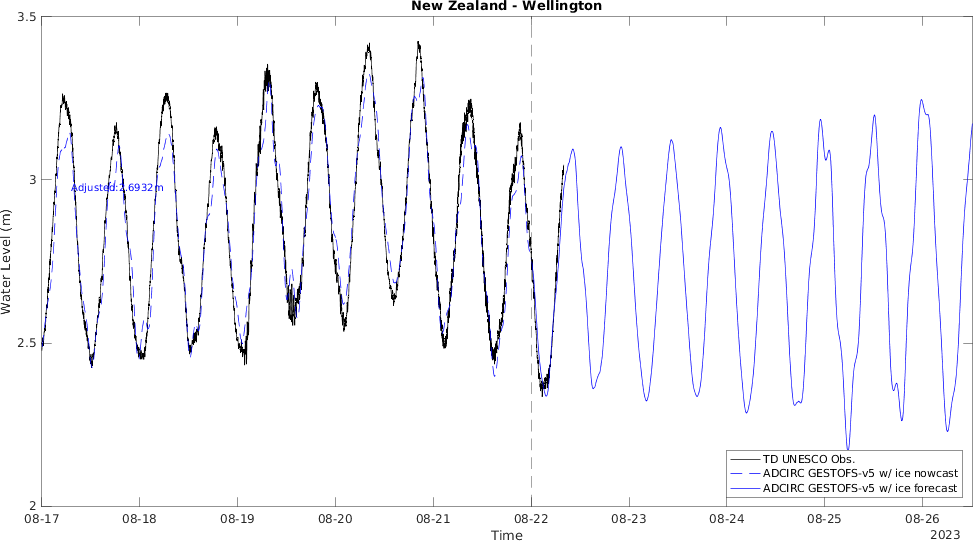 New Zealand - Wellington
3.5
3
2.5
2
Water Level (m)
Adjusted:2.6932m
TD UNESCO Obs.
ADCIRC GESTOFS-v5 w/ ice nowcast
ADCIRC GESTOFS-v5 w/ ice forecast
08-17 08-18 08-19 08-20 08-21 08-22 08-23 08-24 08-25 08-26
Time
2023